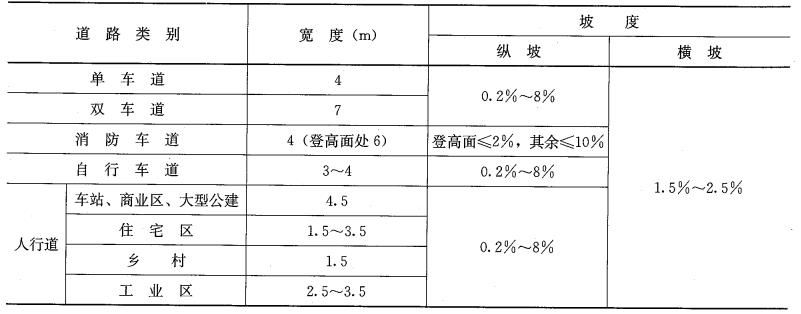 道路类别 宽度(m) 坡度
纵坡 横坡
单车道 4 0.2%~8% 1.5%~2.5%
双车道 7
消防车道 4(登高面处6) 登高面≤2%,其余≤10%
自行车道 3~4 0.2%~8%
人行道 车站、商业区、大型公建 4.5 0.2%~8%
住宅区 1.5~3.5
乡村 1.5
工业区 2.5~3.5